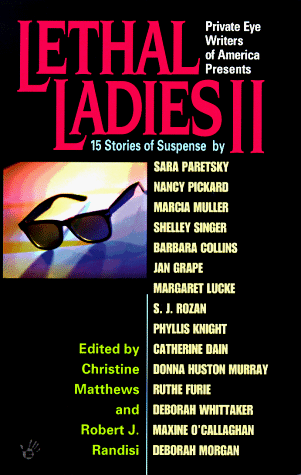 Private Eye
Writers
of America
Presents
LETHAL
LADIES II
15 Stories of Suspense by
SARA PARETSKY
NANCY PICKARD
MARCIA MULLER
SHELLEY SINGER
BARBARA COLLINS
JAN GRAPE
MARGARET LUCKE
S. J. ROZAN
PHYLLIS KNIGHT
CATHERINE DAIN
DONNA HUSTON MURRAY
RUTHE FURIE
DEBORAH WHITTAKER
MAXINE O'CALLAGHAN
DEBORAH MORGAN
Edited by
Christine
Matthews
and
Robert J.
Randisi